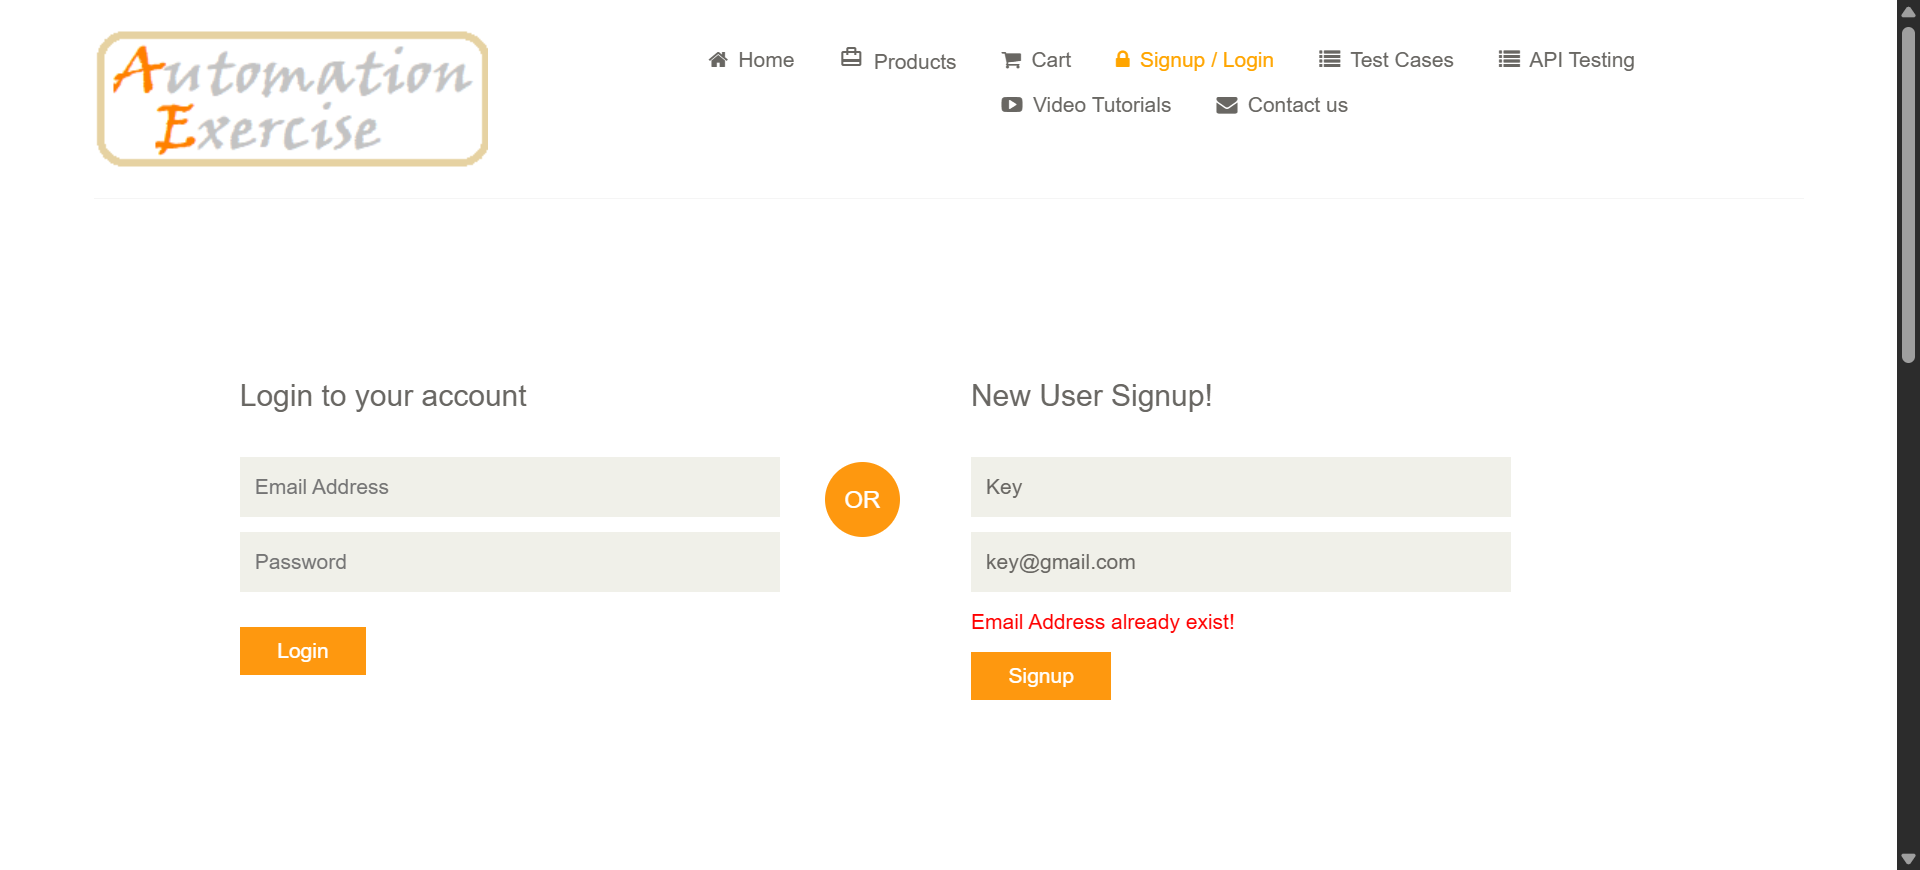 Automation
Exercise
Home
Products
Cart
Signup / Login
Test Cases
API Testing
Video Tutorials
Contact us
Login to your account
Email Address
Password
Login
OR
New User Signup!
Key
key@gmail.com
Email Address already exist!
Signup